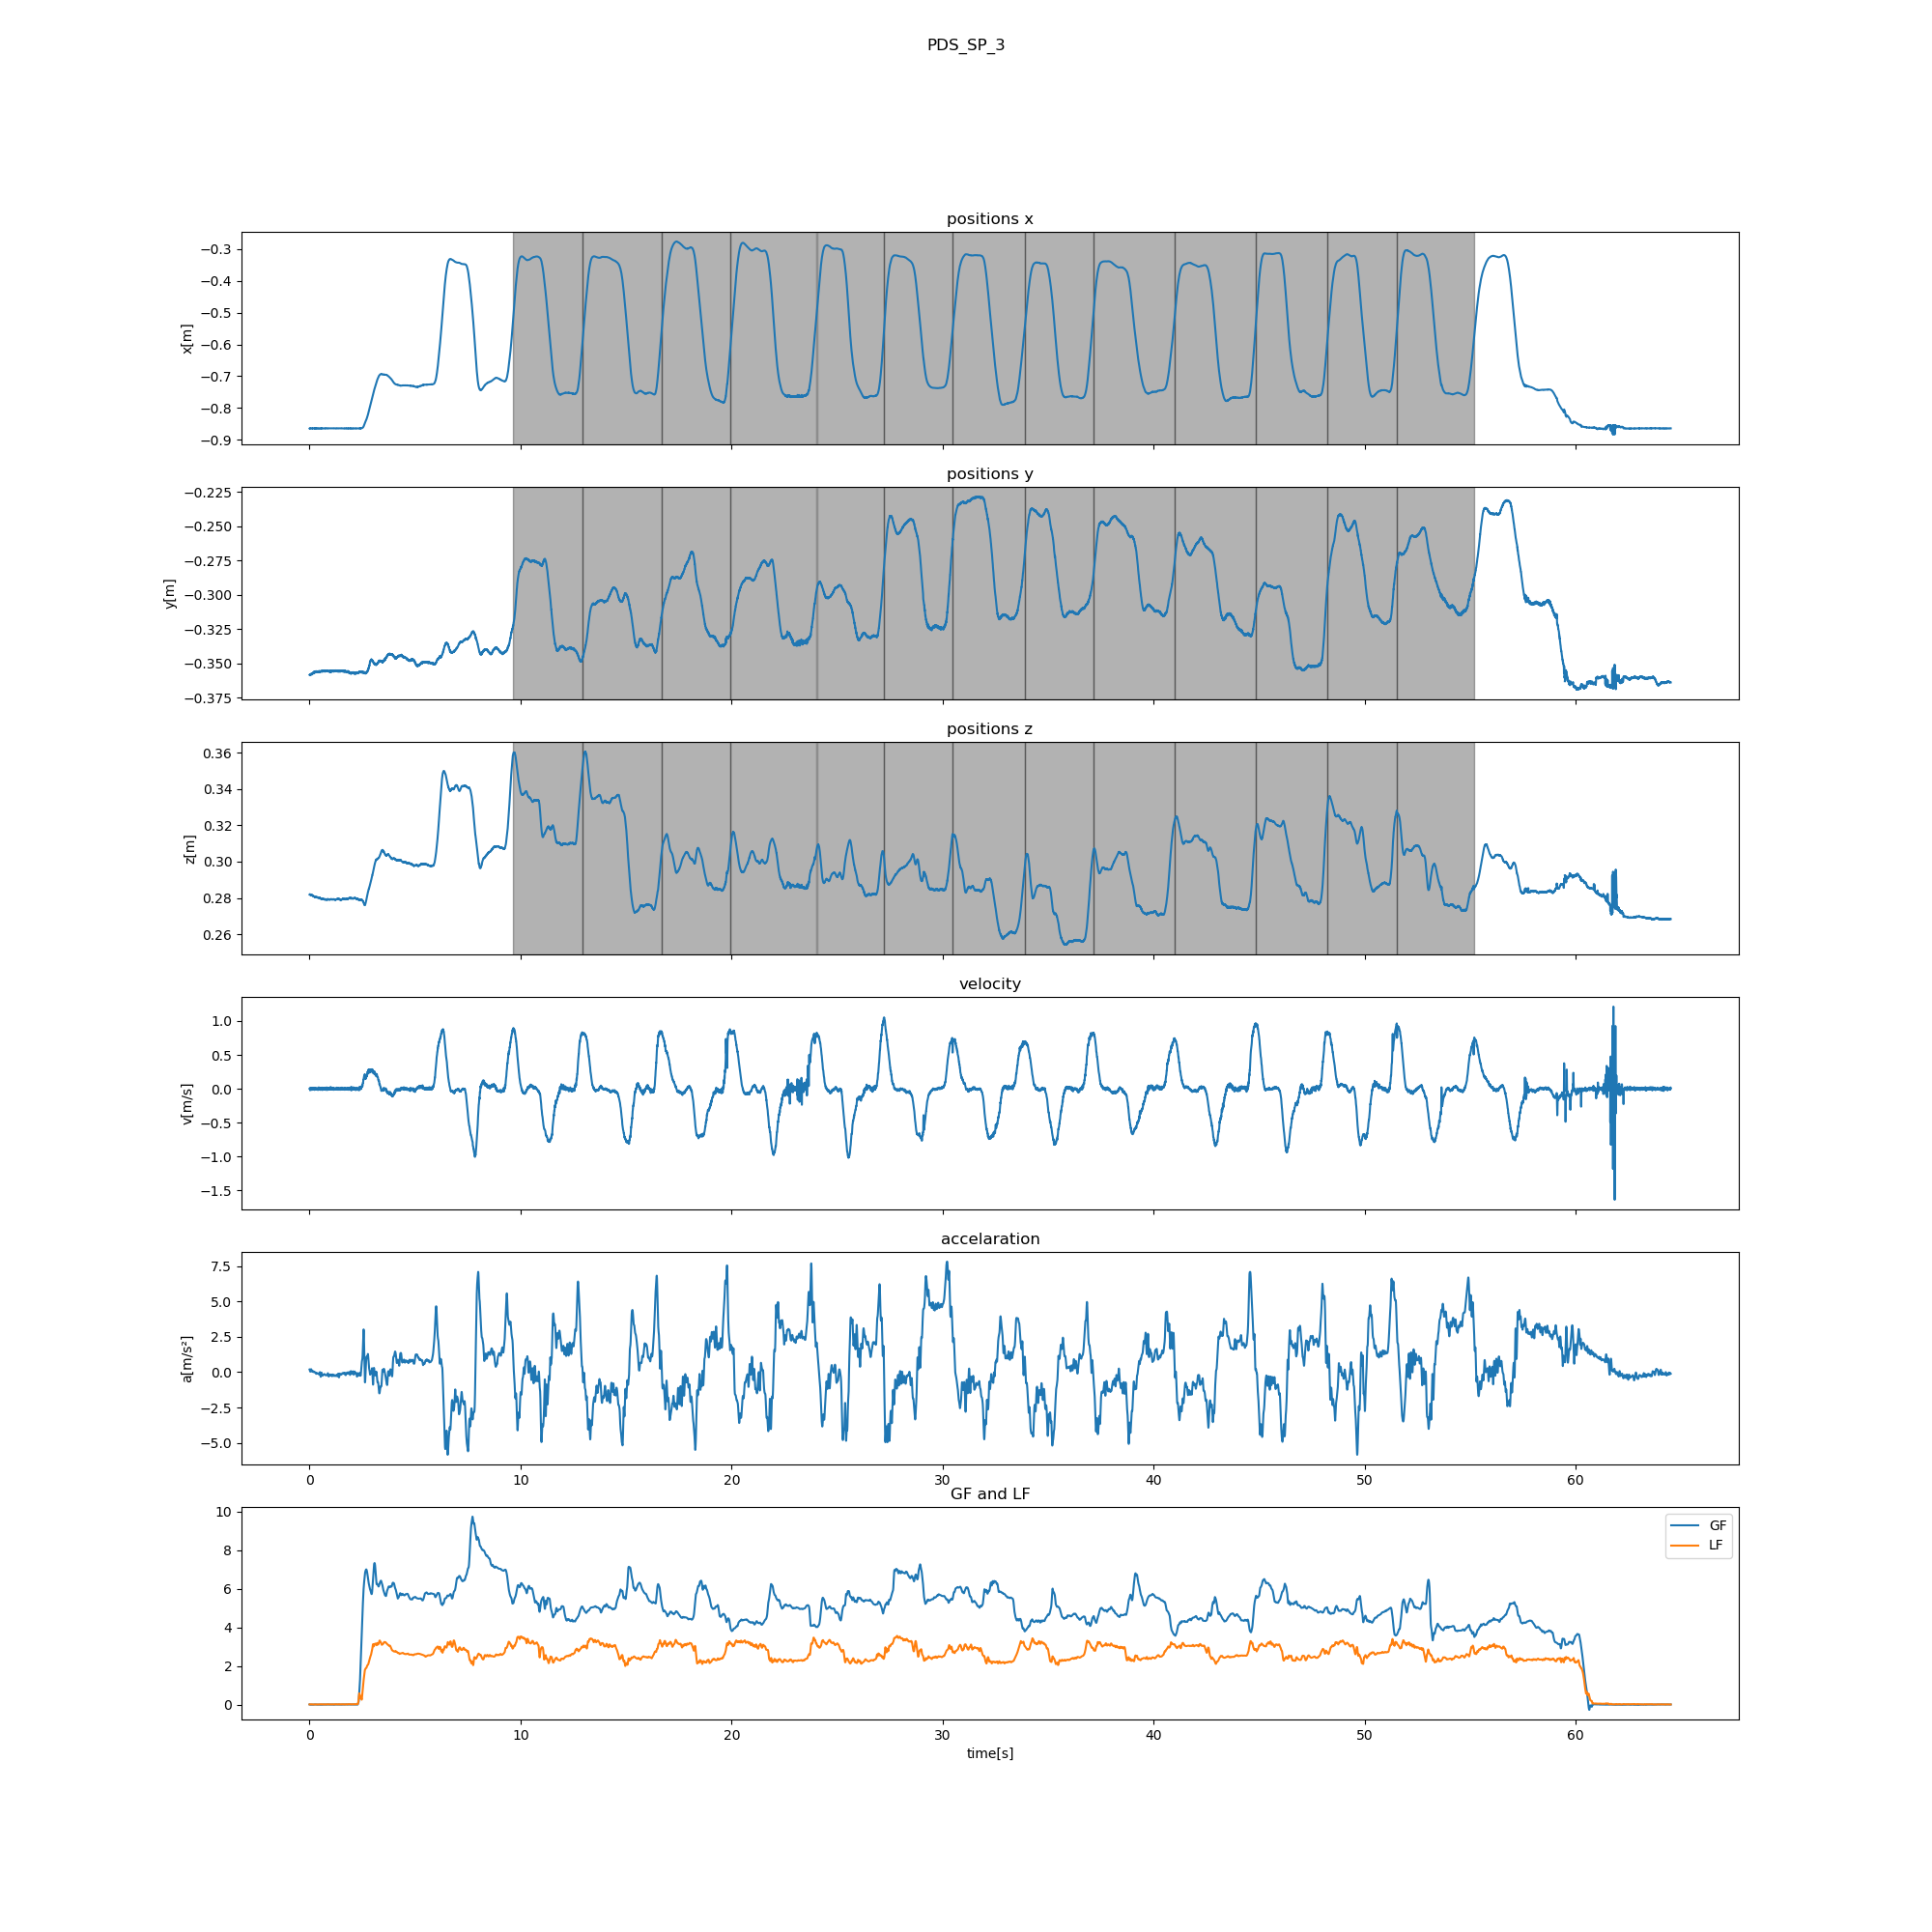 PDS_SP_3
positions x
x[m]
−0.3
−0.4
−0.5
−0.6
−0.7
−0.8
−0.9
positions y
y[m]
−0.225
−0.250
−0.275
−0.300
−0.325
−0.350
−0.375
positions z
z[m]
0.36
0.34
0.32
0.30
0.28
0.26
velocity
v[m/s]
1.0
0.5
0.0
−0.5
−1.0
−1.5
accelaration
a[m/s²]
7.5
5.0
2.5
0.0
−2.5
−5.0
0 10 20 30 40 50 60
GF and LF
10
8
6
4
2
0
GF
LF
0 10 20 30 40 50 60
time[s]